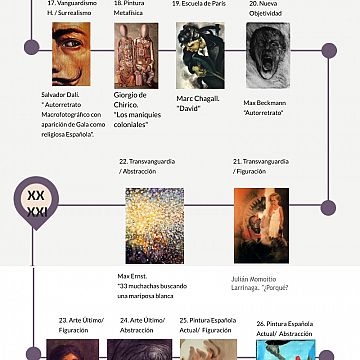 17. Vanguardismo
H. / Surrealismo
18. Pintura
Metafísica
19. Escuela de París
20. Nueva
Objetividad
Salvador Dalí.
" Autorretrato
Macrofotográfico con
aparición de Gala como
religiosa Española".
Giorgio de
Chirico.
"Los maniquies
coloniales"
Marc Chagall.
"David"
Max Beckmann
"Autorretrato"
22. Transvanguardia
/ Abstracción
21. Transvanguardia
/ Figuración
XX
XXI
Max Ernst.
"33 muchachas buscando
una mariposa blanca
Julián Momoitio
Larrinaga. "¿Porqué?
23. Arte Último/
Figuración
24. Arte Último/
Abstracción
25. Pintura Española
Actual/ Figuración
26. Pintura Española
Actual/ Abstracción